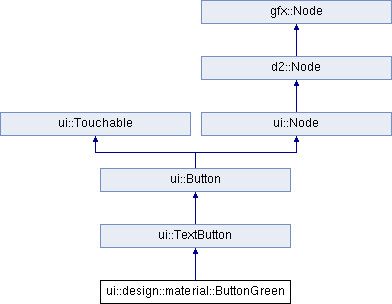 gfx::Node
d2::Node
ui::Touchable
ui::Node
ui::Button
ui::TextButton
ui::design::material::ButtonGreen